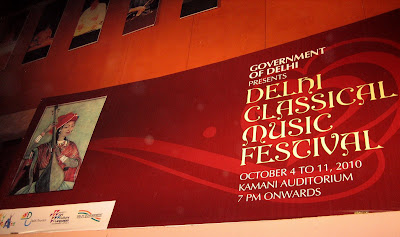 GOVERNMENT
OF DELHI
PRESENTS
DELHI
CLASSICAL
MUSIC
FESTIVAL
OCTOBER 4 TO 11, 2010
KAMANI AUDITORIUM
7 PM ONWARDS